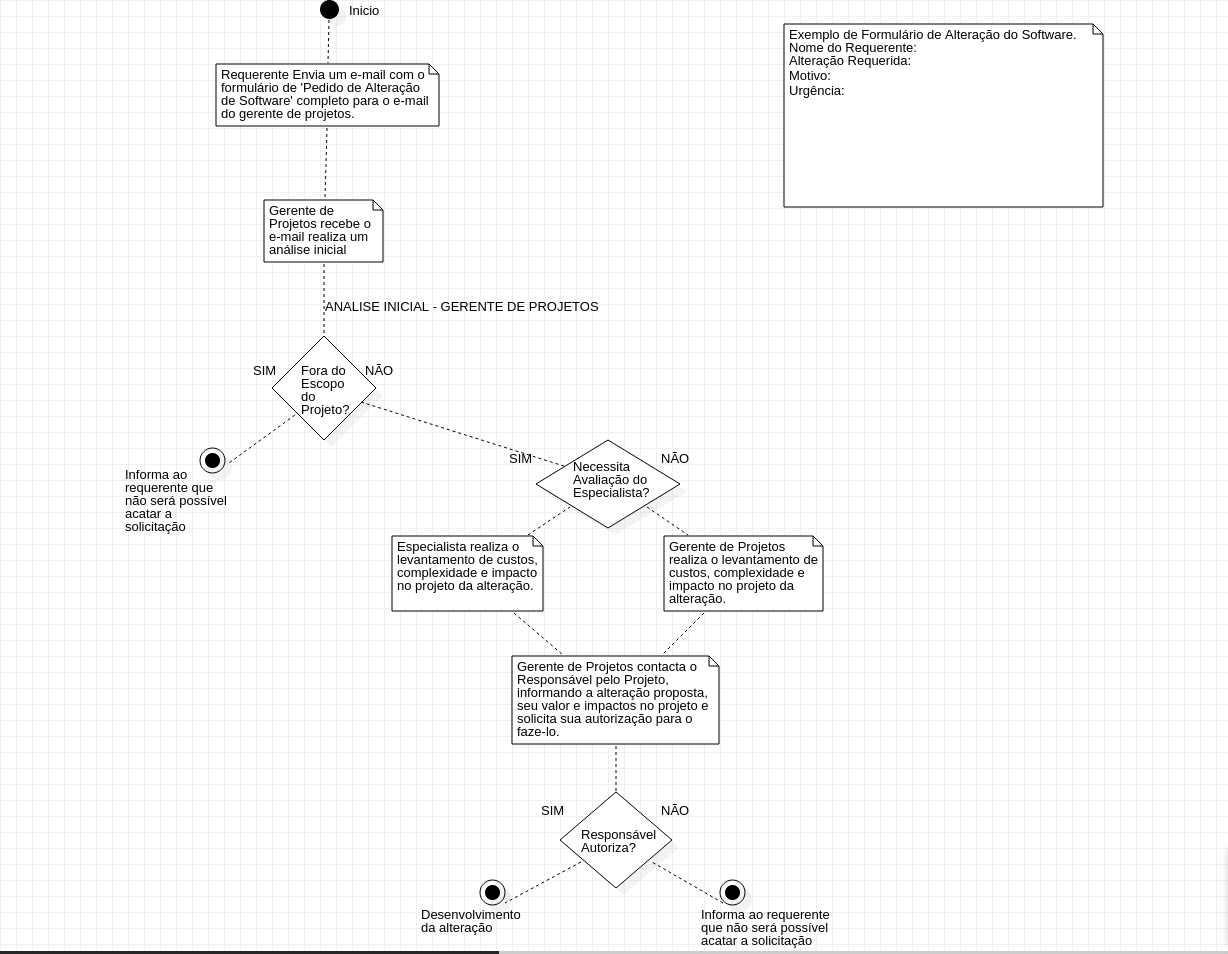 Inicio
Exemplo de Formulário de Alteração do Software.
Nome do Requerente:
Alteração Requerida:
Motivo:
Urgência:
Requerente Envia um e-mail com o
formulário de 'Pedido de Alteração
de Software' completo para o e-mail
do gerente de projetos.
Gerente de
Projetos recebe o
e-mail realiza um
análise inicial
ANALISE INICIAL - GERENTE DE PROJETOS
SIM
Fora do
Escopo
do
Projeto?
NÃO
Informa ao
requerente que
não será possível
acatar a
solicitação
SIM
Necessita
Avaliação do
Especialista?
NÃO
Especialista realiza o
levantamento de custos,
complexidade e impacto
no projeto da alteração.
Gerente de Projetos
realiza o levantamento de
custos, complexidade e
impacto no projeto da
alteração.
Gerente de Projetos contacta o
Responsável pelo Projeto,
informando a alteração proposta,
seu valor e impactos no projeto e
solicita sua autorização para o
faze-lo.
SIM
Responsável
Autoriza?
NÃO
Desenvolvimento
da alteração
Informa ao requerente
que não será possível
acatar a solicitação